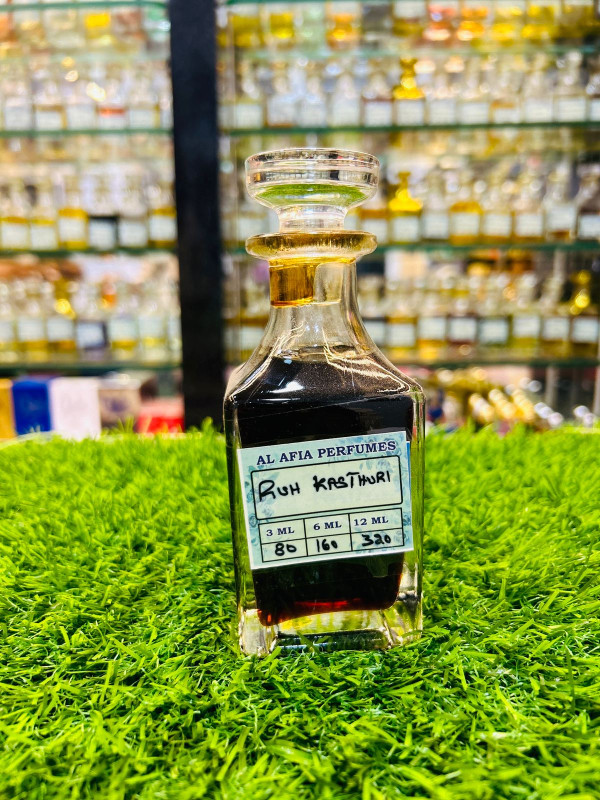 AL AFIA PERFUMES
RUH KASTHURI
3 ML 6 ML 12 ML
80 160 320